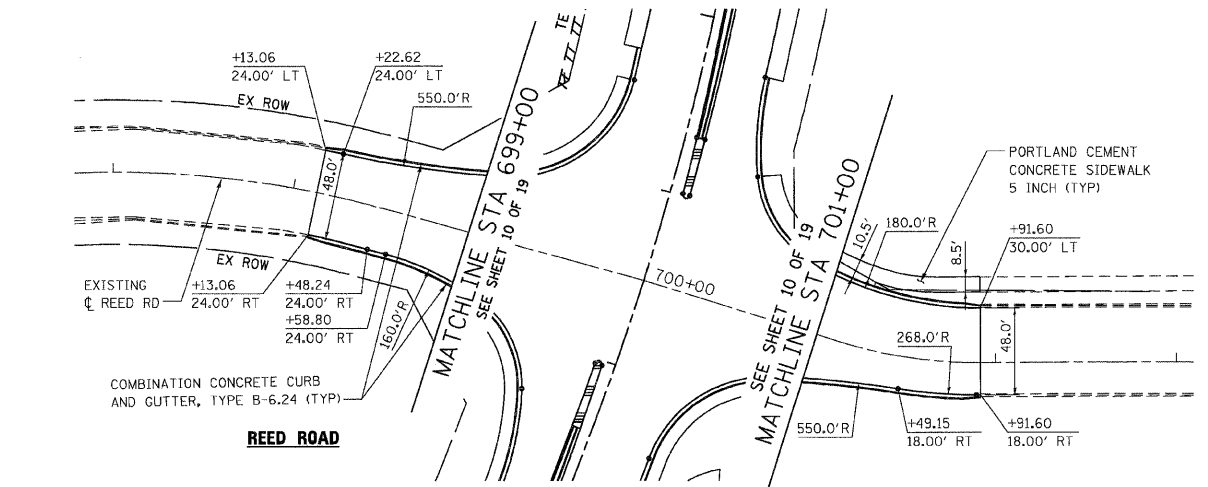 +13.06
24.00' LT
+22.62
24.00' LT
550.0'R
EX ROW
48.0'
TE
MATCHLINE STA 699+00
SEE SHEET 10 OF 19
EX ROW
EXISTING
℄ REED RD
+13.06
24.00' RT
+48.24
24.00' RT
+58.80
24.00' RT
160.0'R
COMBINATION CONCRETE CURB
AND GUTTER, TYPE B-6.24 (TYP)
REED ROAD
700+00
SEE SHEET 10 OF 19
MATCHLINE STA 701+00
10.5'
180.0'R
8.5'
PORTLAND CEMENT
CONCRETE SIDEWALK
5 INCH (TYP)
+91.60
30.00' LT
268.0'R
48.0'
550.0'R
+49.15
18.00' RT
+91.60
18.00' RT